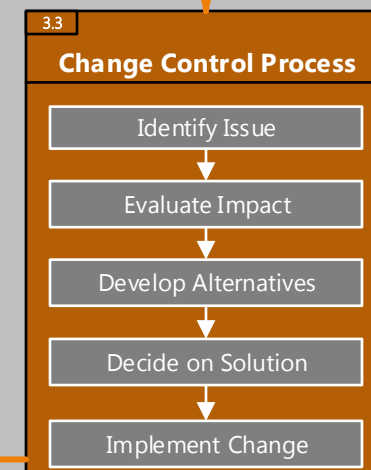 3.3
Change Control Process
Identify Issue
Evaluate Impact
Develop Alternatives
Decide on Solution
Implement Change